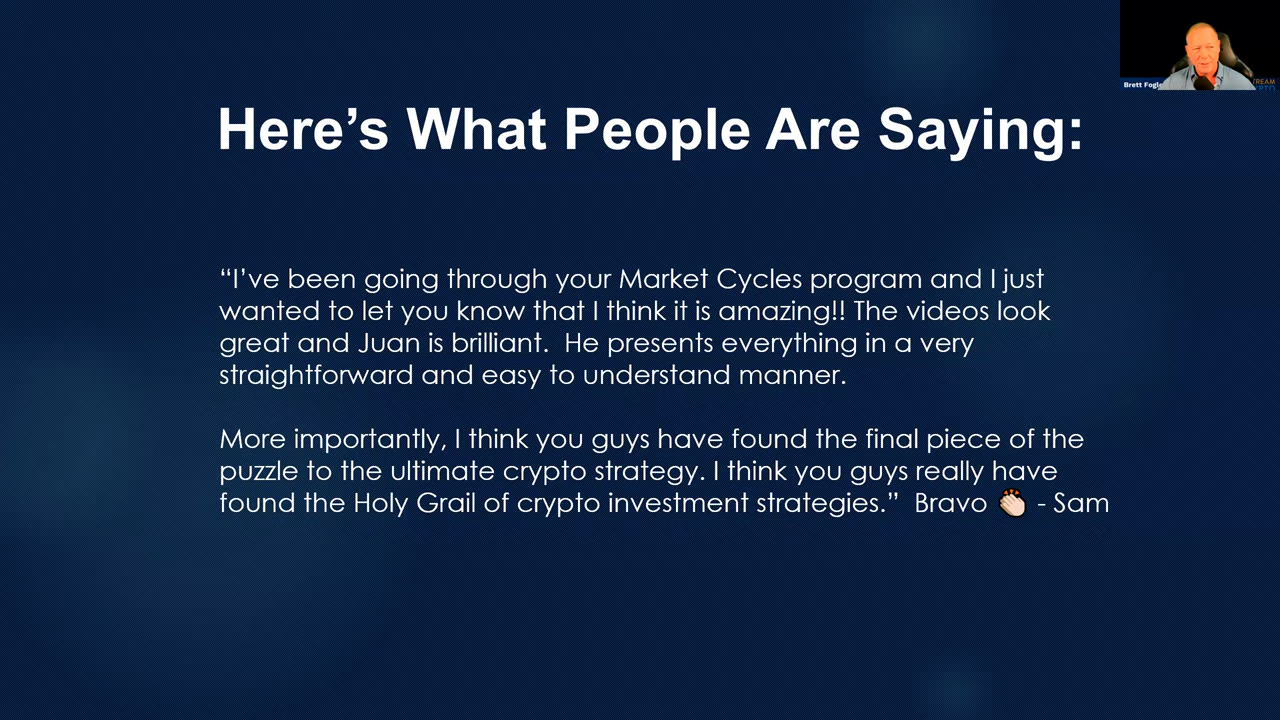 Brett
Here’s What People Are Saying:
“I’ve been going through your Market Cycles program and I just
wanted to let you know that I think it is amazing!! The videos look
great and Juan is brilliant.  He presents everything in a very
straightforward and easy to understand manner.
More importantly, I think you guys have found the final piece of the
puzzle to the ultimate crypto strategy. I think you guys really have
found the Holy Grail of crypto investment strategies.”  Bravo 👏 - Sam